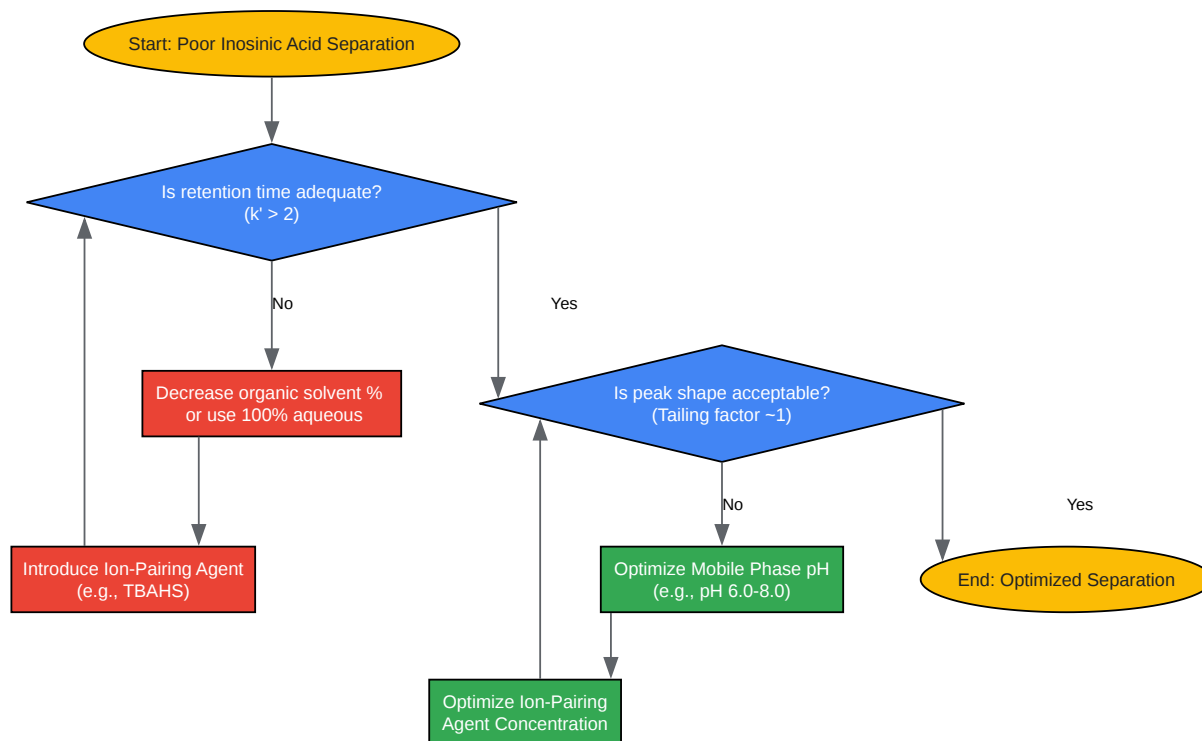 Start: Poor Inosinic Acid Separation
Is retention time adequate?
(k' > 2)
No
Yes
Decrease organic solvent %
or use 100% aqueous
Is peak shape acceptable?
(Tailing factor ~1)
No
Yes
Introduce Ion-Pairing Agent
(e.g., TBAHS)
Optimize Mobile Phase pH
(e.g., pH 6.0-8.0)
End: Optimized Separation
Optimize Ion-Pairing
Agent Concentration